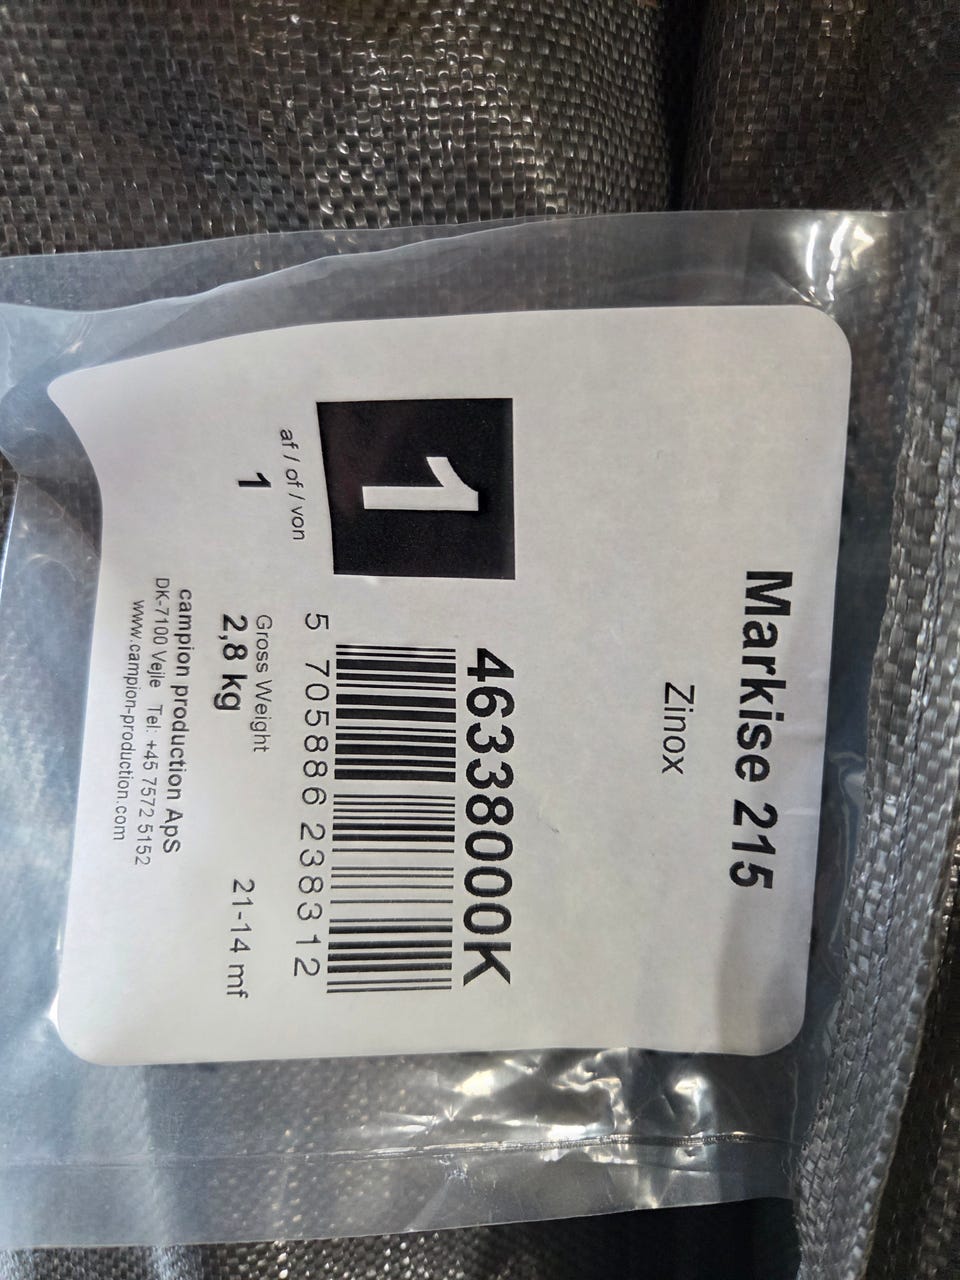 Markise 215
Zinox
1
af / of / von
1
46338000K
5 705886 238312
Gross Weight
2,8 kg
21-14 mf
campion production ApS
DK-7100 Vejle Tel: +45 7572 5152
www.campion-production.com